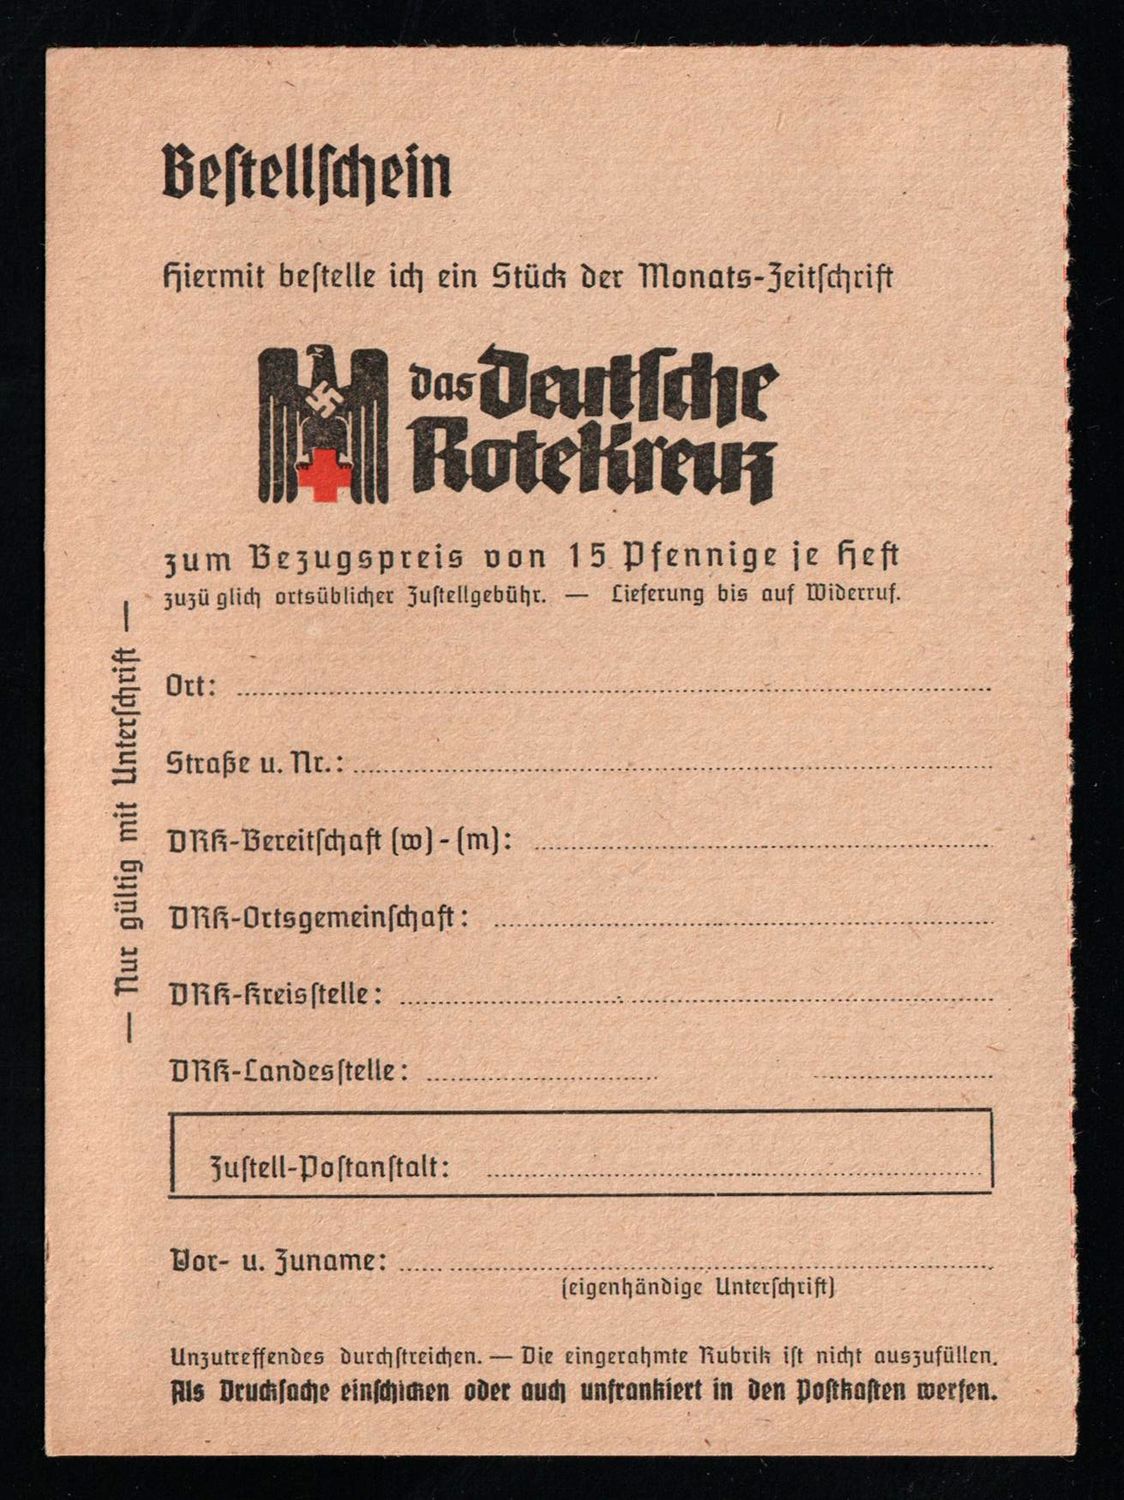 Bestellschein
Hiermit bestelle ich ein Stück der Monats-Zeitschrift
das Deutsche
Rote Kreuz
zum Bezugspreis von 15 Pfennige je Heft
zuzüglich ortsüblicher Zustellgebühr. — Lieferung bis auf Widerruf.
— Nur gültig mit Unterschrift —
Ort:
Straße u. Nr.:
DRK-Bereitschaft (w) - (m):
DRK-Ortsgemeinschaft:
DRK-Kreisstelle:
DRK-Landesstelle:
Zustell-Postanstalt:
Vor- u. Zuname:
(eigenhändige Unterschrift)
Unzutreffendes durchstreichen. — Die eingerahmte Rubrik ist nicht auszufüllen.
Als Drucksache einschicken oder auch unfrankiert in den Postkasten werfen.